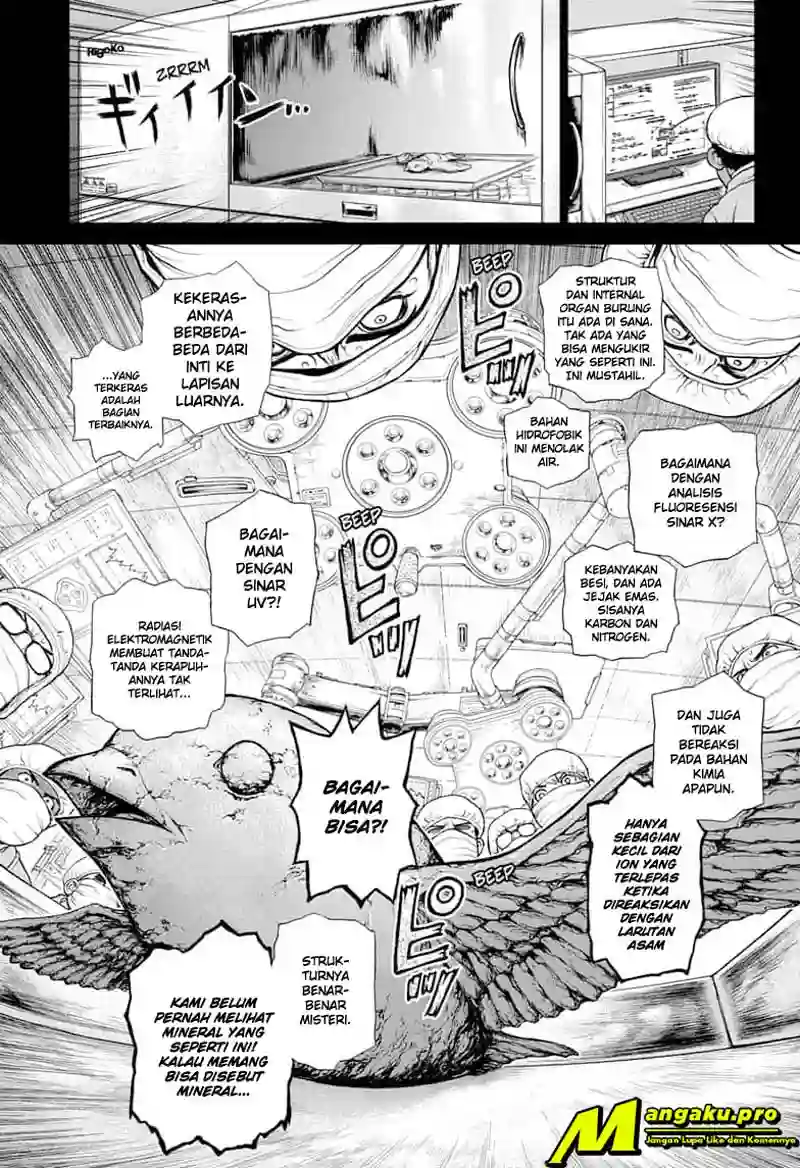 RigoKo
ZRRRM
ギィイイン...
BEEP
ピピッ
STRUKTUR
DAN INTERNAL
ORGAN BURUNG
ITU ADA DI SANA.
TAK ADA YANG
BISA MENGUKIR
YANG SEPERTI INI.
INI MUSTAHIL.
KEKERAS-
ANNYA
BERBEDA-
BEDA DARI
INTI KE
LAPISAN
LUARNYA.
...YANG
TERKERAS
ADALAH
BAGIAN
TERBAIKNYA.
BAHAN
HIDROFOBIK
INI MENOLAK
AIR.
BAGAIMANA
DENGAN
ANALISIS
FLUORESENSI
SINAR X?
BEEP
ピピッ
BAGAI-
MANA
DENGAN
SINAR
UV?!
KEBANYAKAN
BESI, DAN ADA
JEJAK EMAS.
SISANYA
KARBON DAN
NITROGEN.
RADIASI
ELEKTROMAGNETIK
MEMBUAT TANDA-
TANDA KERAPUH-
ANNYA TAK
TERLIHAT...
DAN JUGA
TIDAK
BEREAKSI
PADA BAHAN
KIMIA
APAPUN.
BAGAI-
MANA
BISA?!
HANYA
SEBAGIAN
KECIL DARI
ION YANG
TERLEPAS
KETIKA
DIREAKSIKAN
DENGAN
LARUTAN
ASAM
BEEP
ピピッ
STRUK-
TURNYA
BENAR-
BENAR
MISTERI.
KAMI BELUM
PERNAH MELIHAT
MINERAL YANG
SEPERTI INI!
KALAU MEMANG
BISA DISEBUT
MINERAL...
Mangaku.pro
Jangan Lupa Like dan Komennya